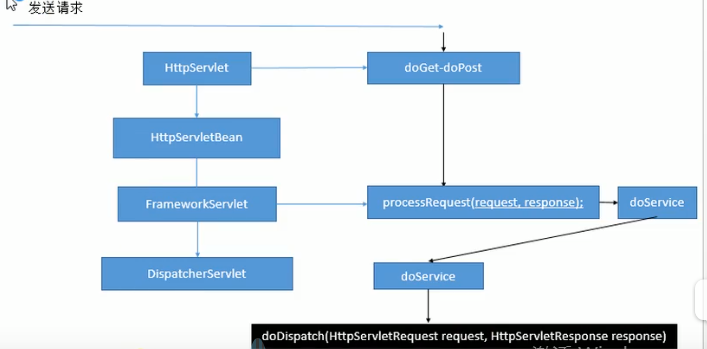 发送请求
HttpServlet
doGet-doPost
HttpServletBean
FrameworkServlet
processRequest(request, response);
doService
DispatcherServlet
doService
doDispatch(HttpServletRequest request, HttpServletResponse response)